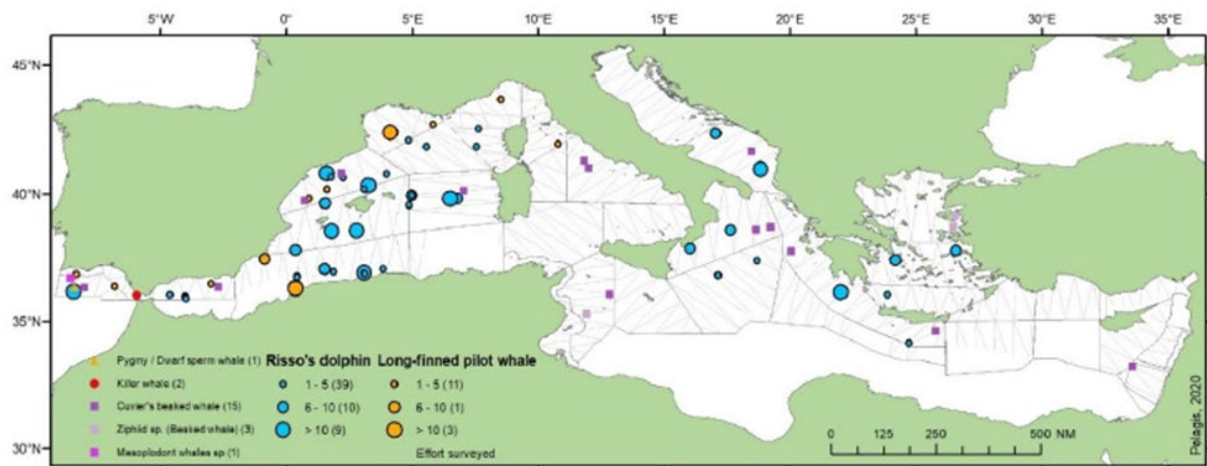 5°W 0° 5°E 10°E 15°E 20°E 25°E 30°E 35°E
45°N
40°N
35°N
30°N
Pygmy / Dwarf sperm whale (1)
Killer whale (2)
Cuvier's beaked whale (15)
Ziphiid sp. (Beaked whale) (3)
Mesoplodont whales sp (1)
Risso's dolphin
1 - 5 (39)
6 - 10 (10)
> 10 (9)
Long-finned pilot whale
1 - 5 (11)
6 - 10 (1)
> 10 (3)
Effort surveyed
0 125 250 500 NM
Pelagis, 2020